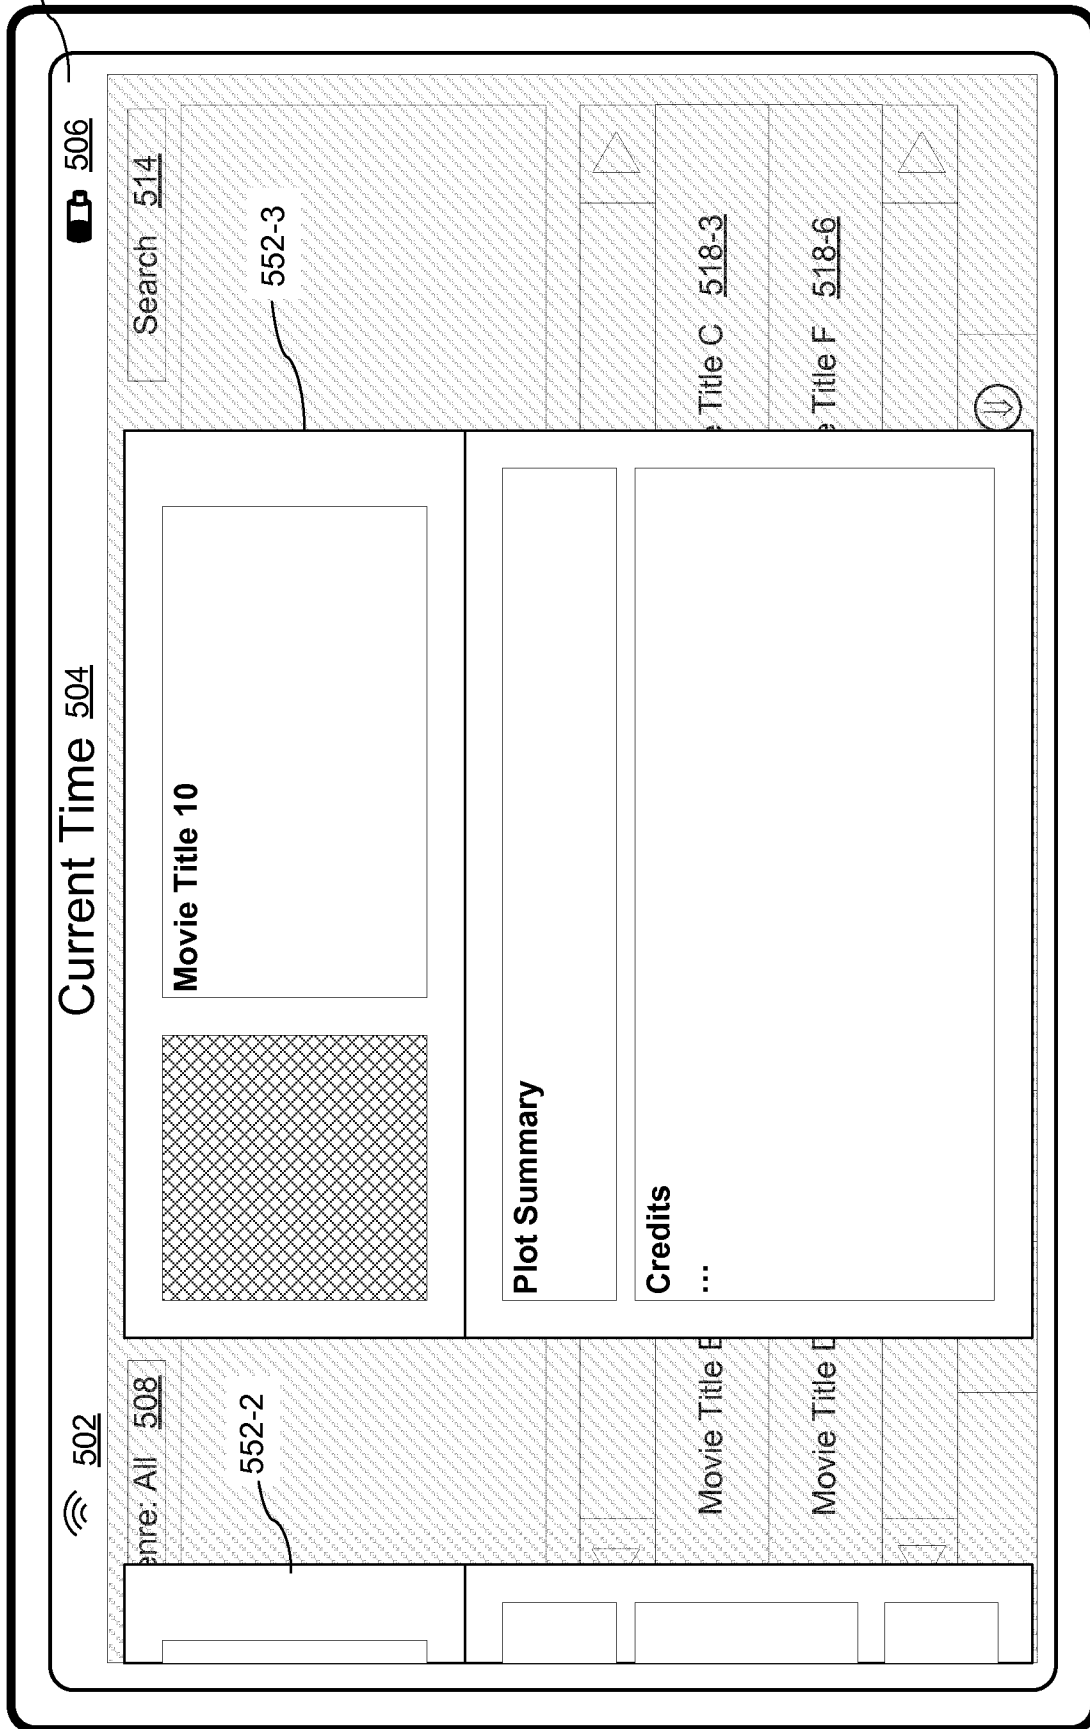 502
Current Time 504
506
enre: All 508
Search 514
552-2
552-3
Movie Title 10
Plot Summary
Credits
...
Movie Title
Title C 518-3
Movie Title
Title F 518-6